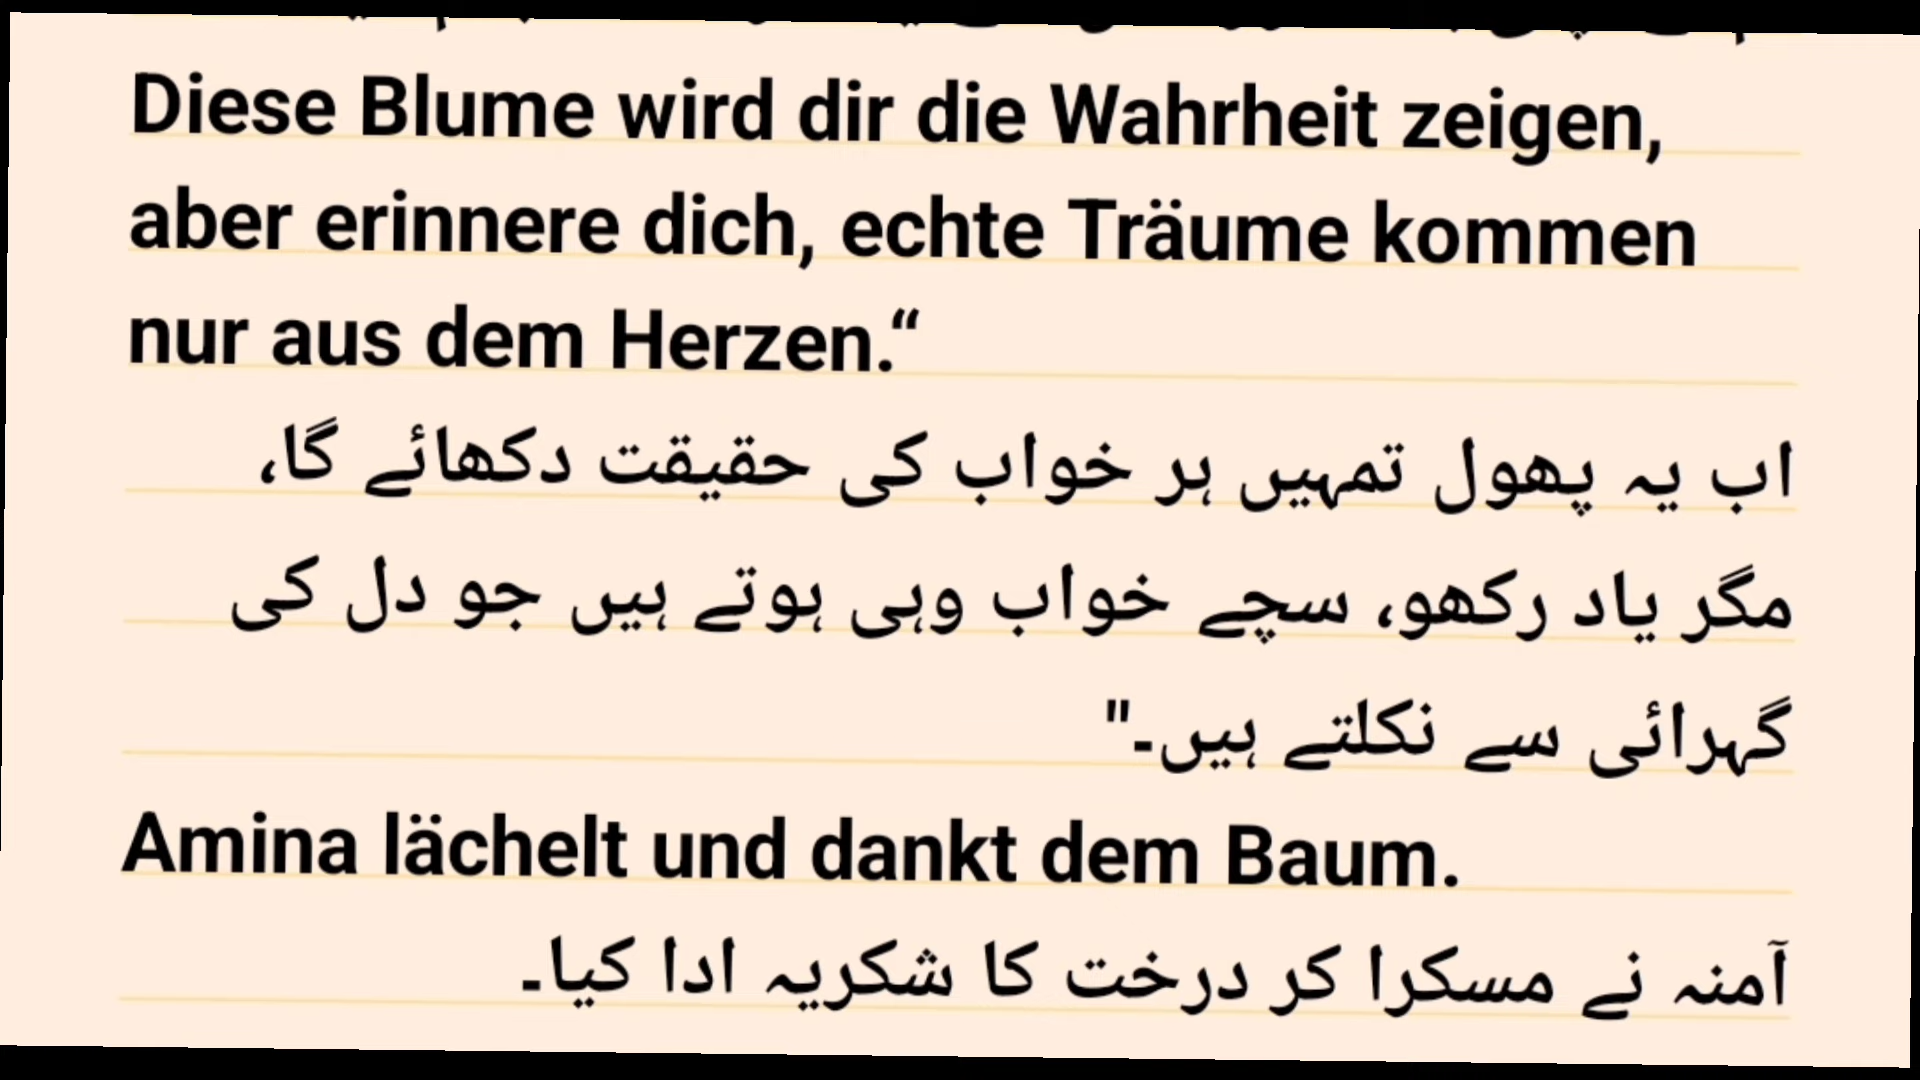 Diese Blume wird dir die Wahrheit zeigen,
aber erinnere dich, echte Träume kommen
nur aus dem Herzen.“
اب یہ پھول تمہیں ہر خواب کی حقیقت دکھائے گا،
مگر یاد رکھو، سچے خواب وہی ہوتے ہیں جو دل کی
گہرائی سے نکلتے ہیں۔"
Amina lächelt und dankt dem Baum.
آمنہ نے مسکرا کر درخت کا شکریہ ادا کیا۔